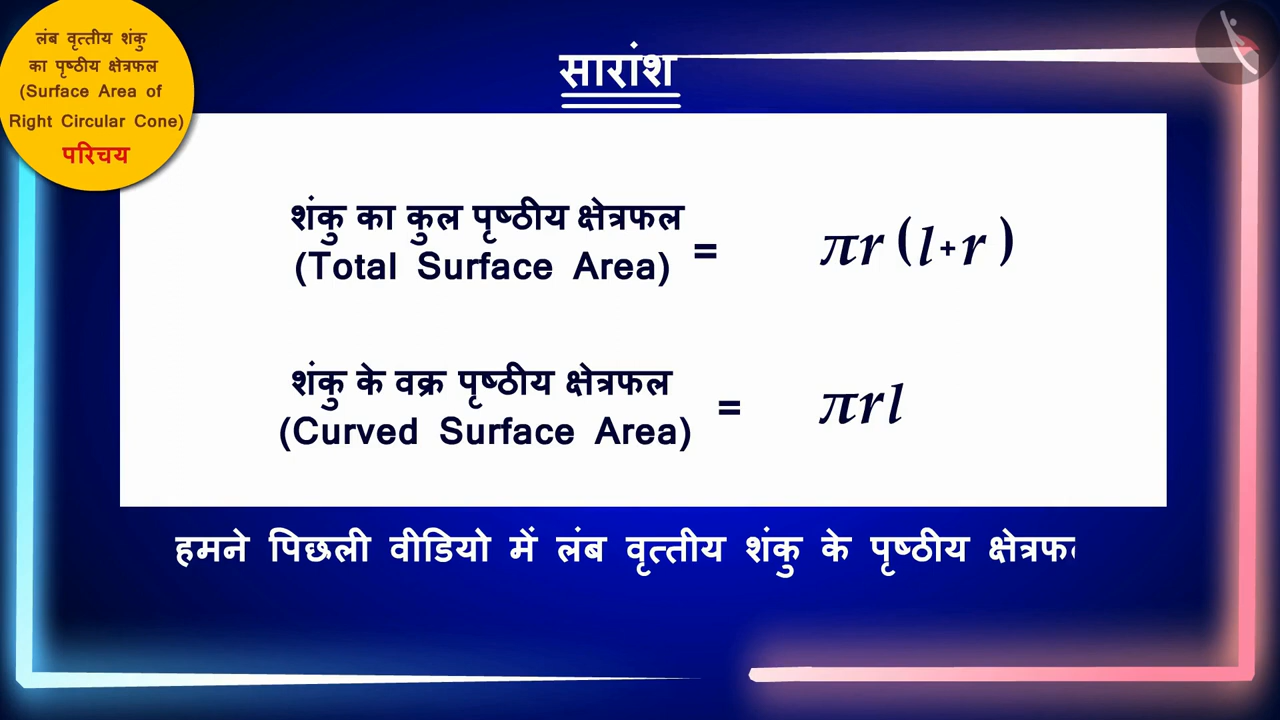 लंब वृत्तीय शंकु
का पृष्ठीय क्षेत्रफल
(Surface Area of
Right Circular Cone)
परिचय
सारांश
शंकु का कुल पृष्ठीय क्षेत्रफल
(Total Surface Area) = πr(l+r)
शंकु के वक्र पृष्ठीय क्षेत्रफल
(Curved Surface Area) = πrl
हमने पिछली वीडियो में लंब वृत्तीय शंकु के पृष्ठीय